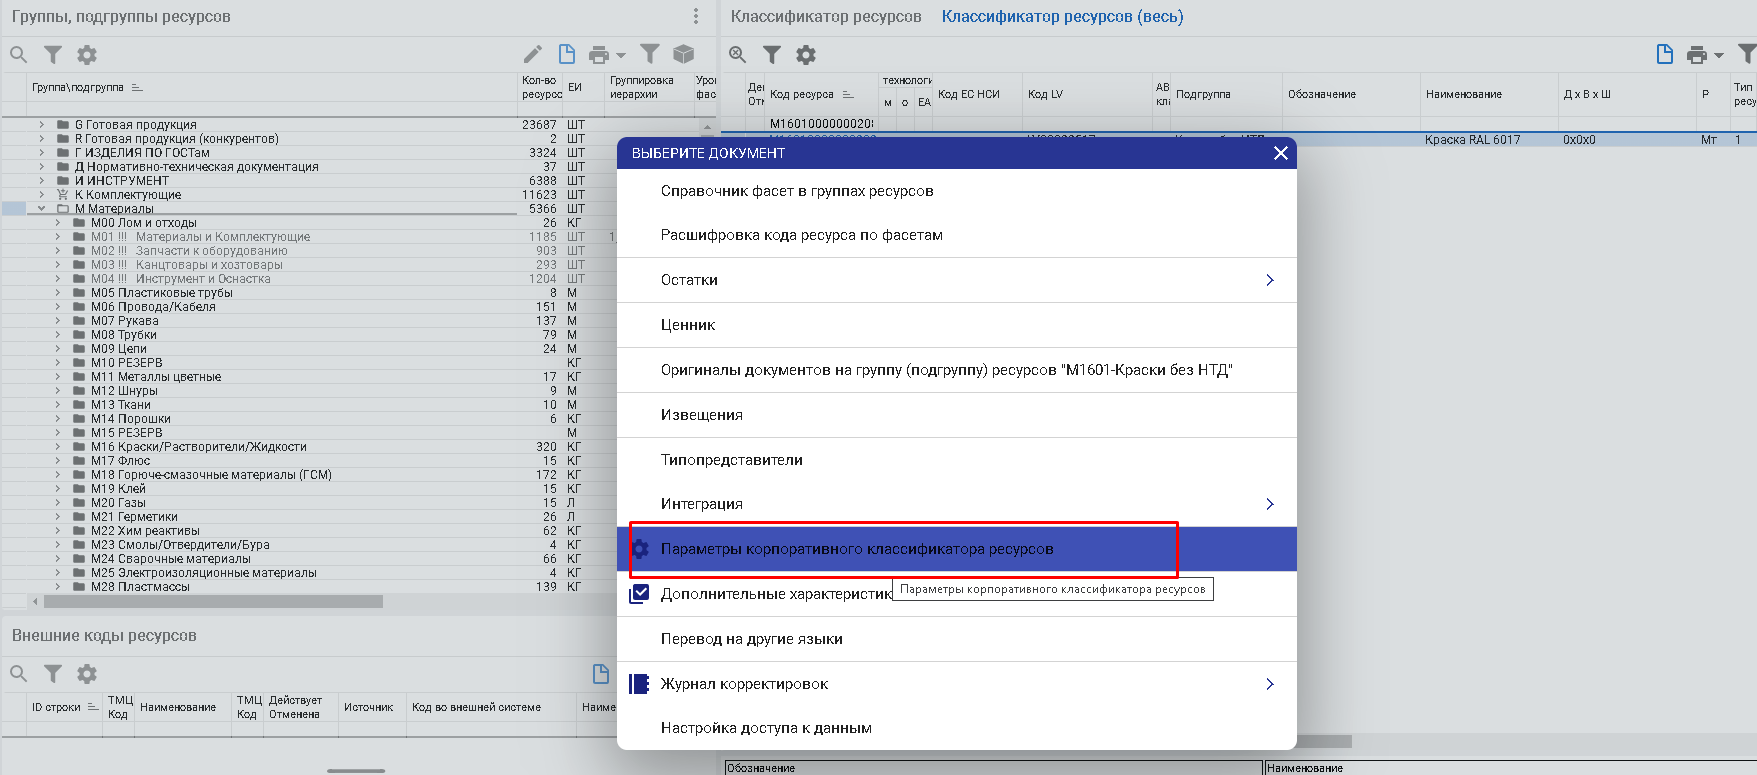 Группы, подгруппы ресурсов
Группа\подгруппа
Кол-во
ресурсо
ЕИ
Группировка
иерархии
Уро
фас
G Готовая продукция 23687 ШТ
R Готовая продукция (конкурентов) 2 ШТ
Г ИЗДЕЛИЯ ПО ГОСТам 3324 ШТ
Д Нормативно-техническая документация 37 ШТ
И ИНСТРУМЕНТ 6388 ШТ
К Комплектующие 11623 ШТ
М Материалы 5366 ШТ
М00 Лом и отходы 26 КГ
М01 !!! Материалы и Комплектующие 1185 ШТ
М02 !!! Запчасти к оборудованию 903 ШТ
М03 !!! Канцтовары и хозтовары 293 ШТ
М04 !!! Инструмент и Оснастка 1204 ШТ
М05 Пластиковые трубы 8 М
М06 Провода/Кабеля 151 М
М07 Рукава 137 М
М08 Трубки 79 М
М09 Цепи 24 М
М10 РЕЗЕРВ КГ
М11 Металлы цветные 17 КГ
М12 Шнуры 9 М
М13 Ткани 10 М
М14 Порошки 6 КГ
М15 РЕЗЕРВ М
М16 Краски/Растворители/Жидкости 320 КГ
М17 Флюс 15 КГ
М18 Горюче-смазочные материалы (ГСМ) 172 КГ
М19 Клей 15 КГ
М20 Газы 15 Л
М21 Герметики 26 Л
М22 Хим реактивы 62 КГ
М23 Смолы/Отвердители/Бура 4 КГ
М24 Сварочные материалы 66 КГ
М25 Электроизоляционные материалы 4 КГ
М28 Пластмассы 139 КГ
Внешние коды ресурсов
ID строки
ТМЦ
Код
Наименование
ТМЦ
Код
Действует
Отменена
Источник
Код во внешней системе
Наиме
Классификатор ресурсов Классификатор ресурсов (весь)
Код ресурса
технологи
м о ЕА
Код ЕС НСИ
Код LV
АВ
кла
Подгруппа
Обозначение
Наименование
Д х В х Ш
Р
Тип
ресу
М1601000000020
Краска RAL 6017 0x0x0 Мт 1
ВЫБЕРИТЕ ДОКУМЕНТ
Справочник фасет в группах ресурсов
Расшифровка кода ресурса по фасетам
Остатки
Ценник
Оригиналы документов на группу (подгруппу) ресурсов "М1601-Краски без НТД"
Извещения
Типопредставители
Интеграция
Параметры корпоративного классификатора ресурсов
Дополнительные характеристик
Параметры корпоративного классификатора ресурсов
Перевод на другие языки
Журнал корректировок
Настройка доступа к данным
Обозначение
Наименование